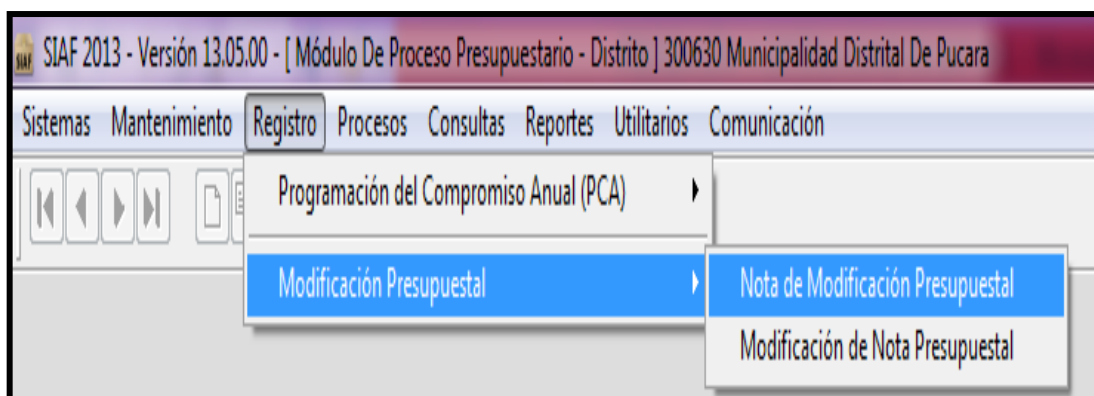 SIAF 2013 - Versión 13.05.00 - [ Módulo De Proceso Presupuestario - Distrito ] 300630 Municipalidad Distrital De Pucara
Sistemas Mantenimiento Registro Procesos Consultas Reportes Utilitarios Comunicación
Programación del Compromiso Anual (PCA)
Modificación Presupuestal
Nota de Modificación Presupuestal
Modificación de Nota Presupuestal